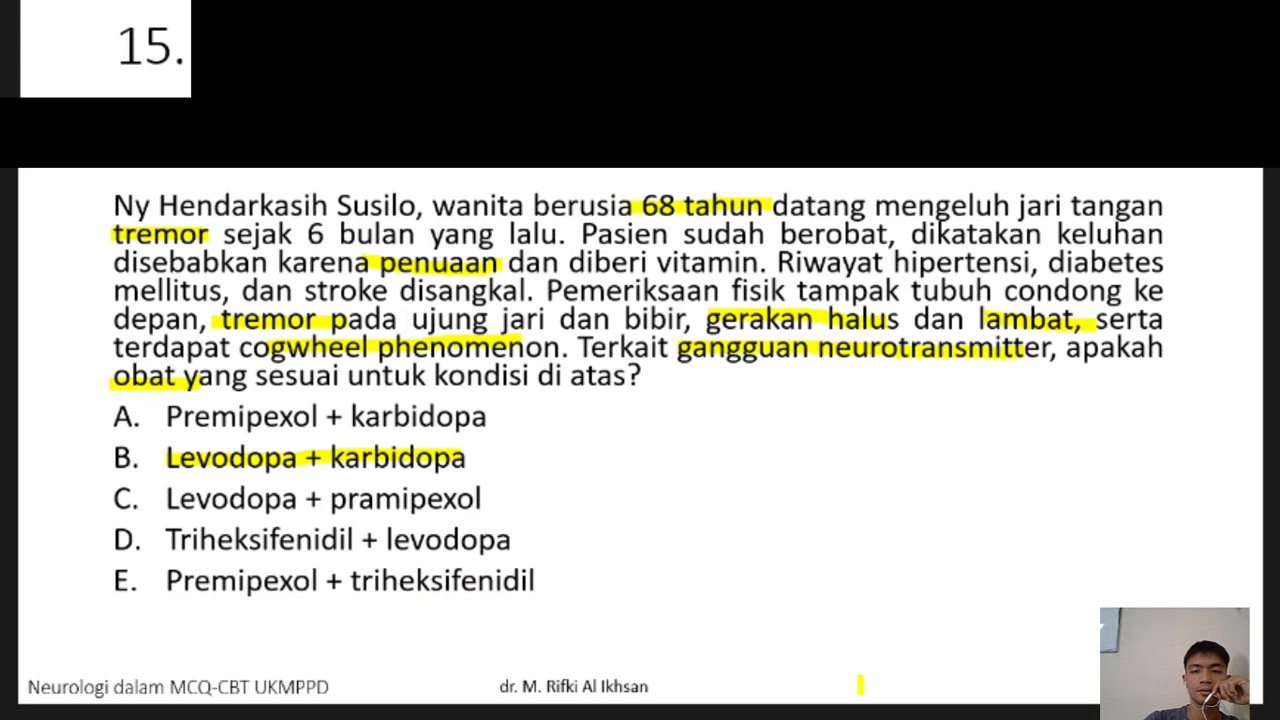 15.
Ny Hendarkasih Susilo, wanita berusia 68 tahun datang mengeluh jari tangan
tremor sejak 6 bulan yang lalu. Pasien sudah berobat, dikatakan keluhan
disebabkan karena penuaan dan diberi vitamin. Riwayat hipertensi, diabetes
mellitus, dan stroke disangkal. Pemeriksaan fisik tampak tubuh condong ke
depan, tremor pada ujung jari dan bibir, gerakan halus dan lambat, serta
terdapat cogwheel phenomenon. Terkait gangguan neurotransmitter, apakah
obat yang sesuai untuk kondisi di atas?
A. Premipexol + karbidopa
B. Levodopa + karbidopa
C. Levodopa + pramipexol
D. Triheksifenidil + levodopa
E. Premipexol + triheksifenidil
Neurologi dalam MCQ-CBT UKMPPD
dr. M. Rifki Al Ikhsan